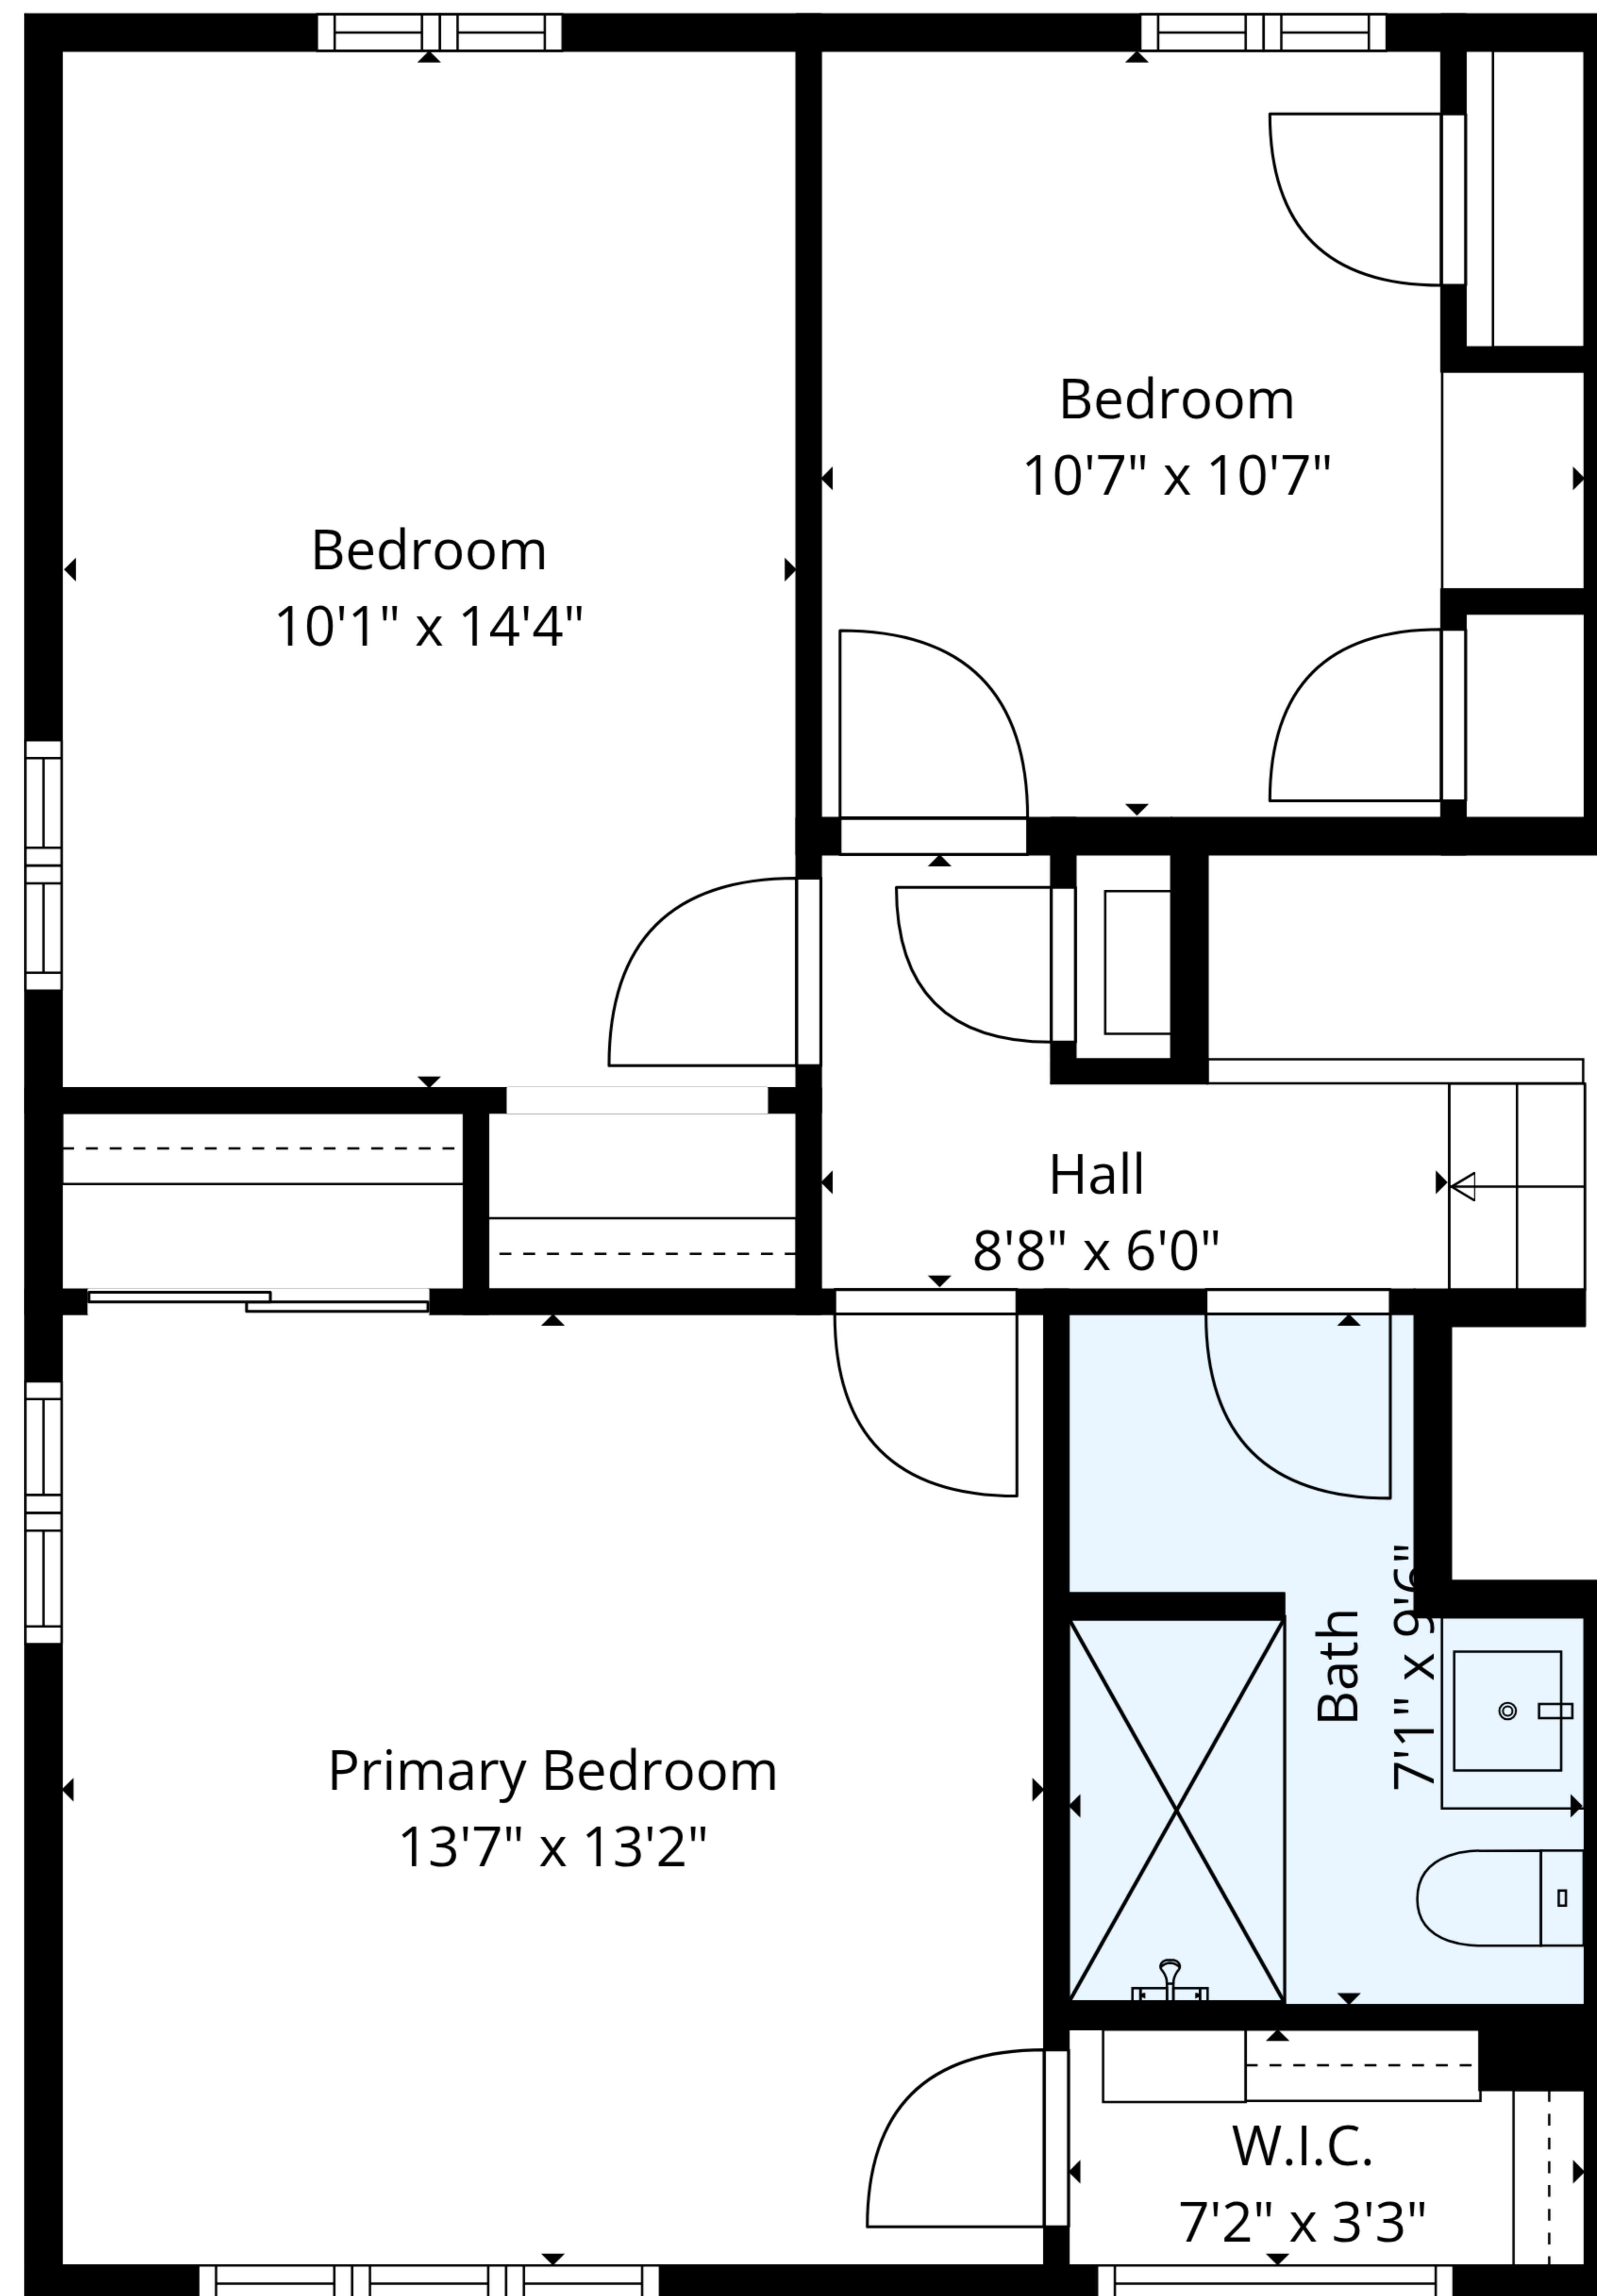 Bedroom
10'7" x 10'7"
Bedroom
10'1" x 14'4"
Hall
8'8" x 6'0"
Bath
7'1" x 9'6"
Primary Bedroom
13'7" x 13'2"
W.I.C.
7'2" x 3'3"